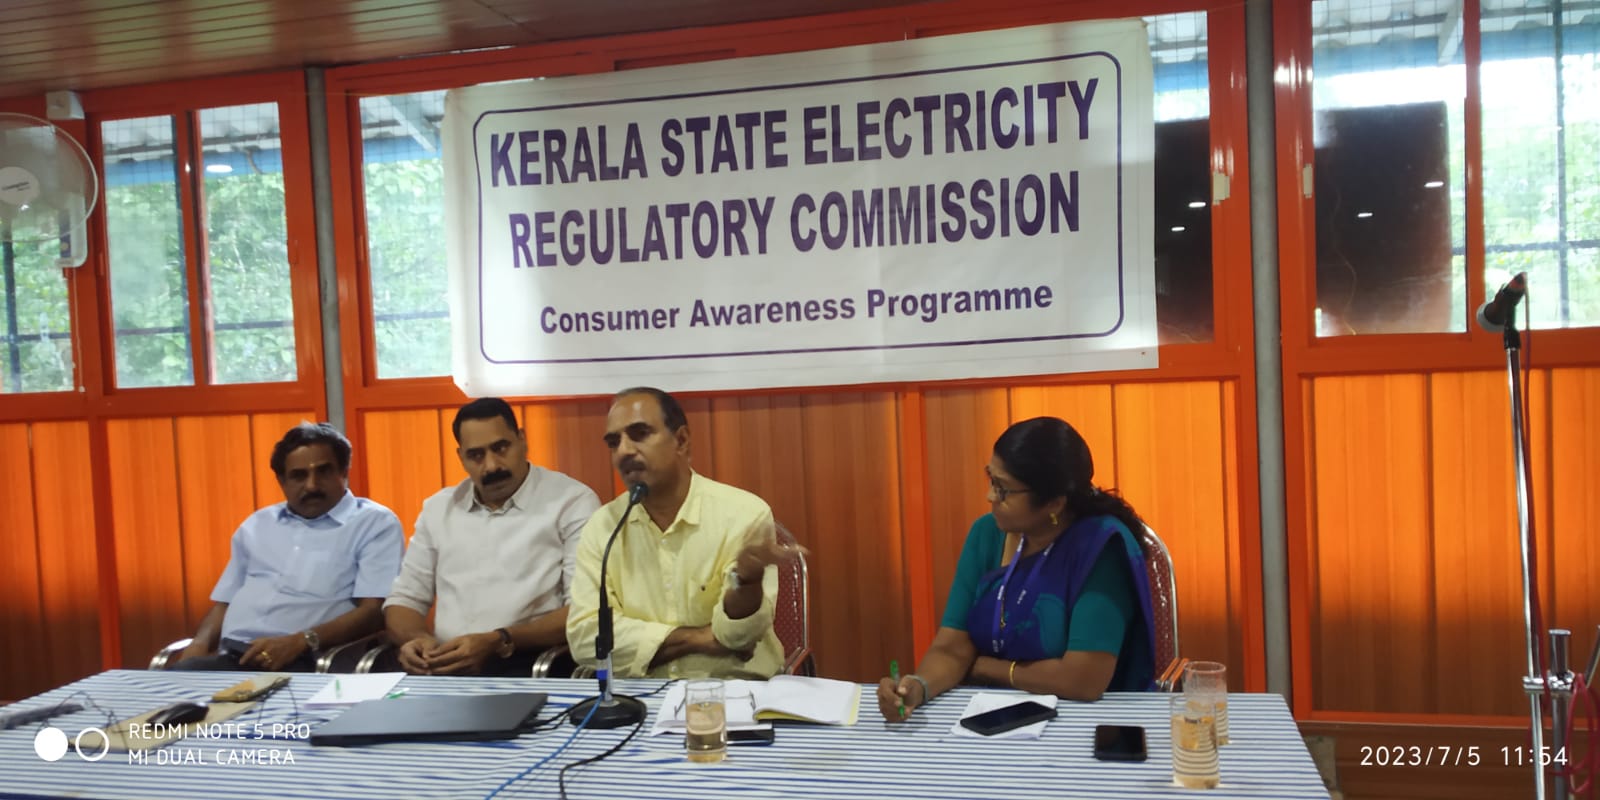 KERALA STATE ELECTRICITY
REGULATORY COMMISSION
Consumer Awareness Programme
REDMI NOTE 5 PRO
MI DUAL CAMERA
2023/7/5 11:54